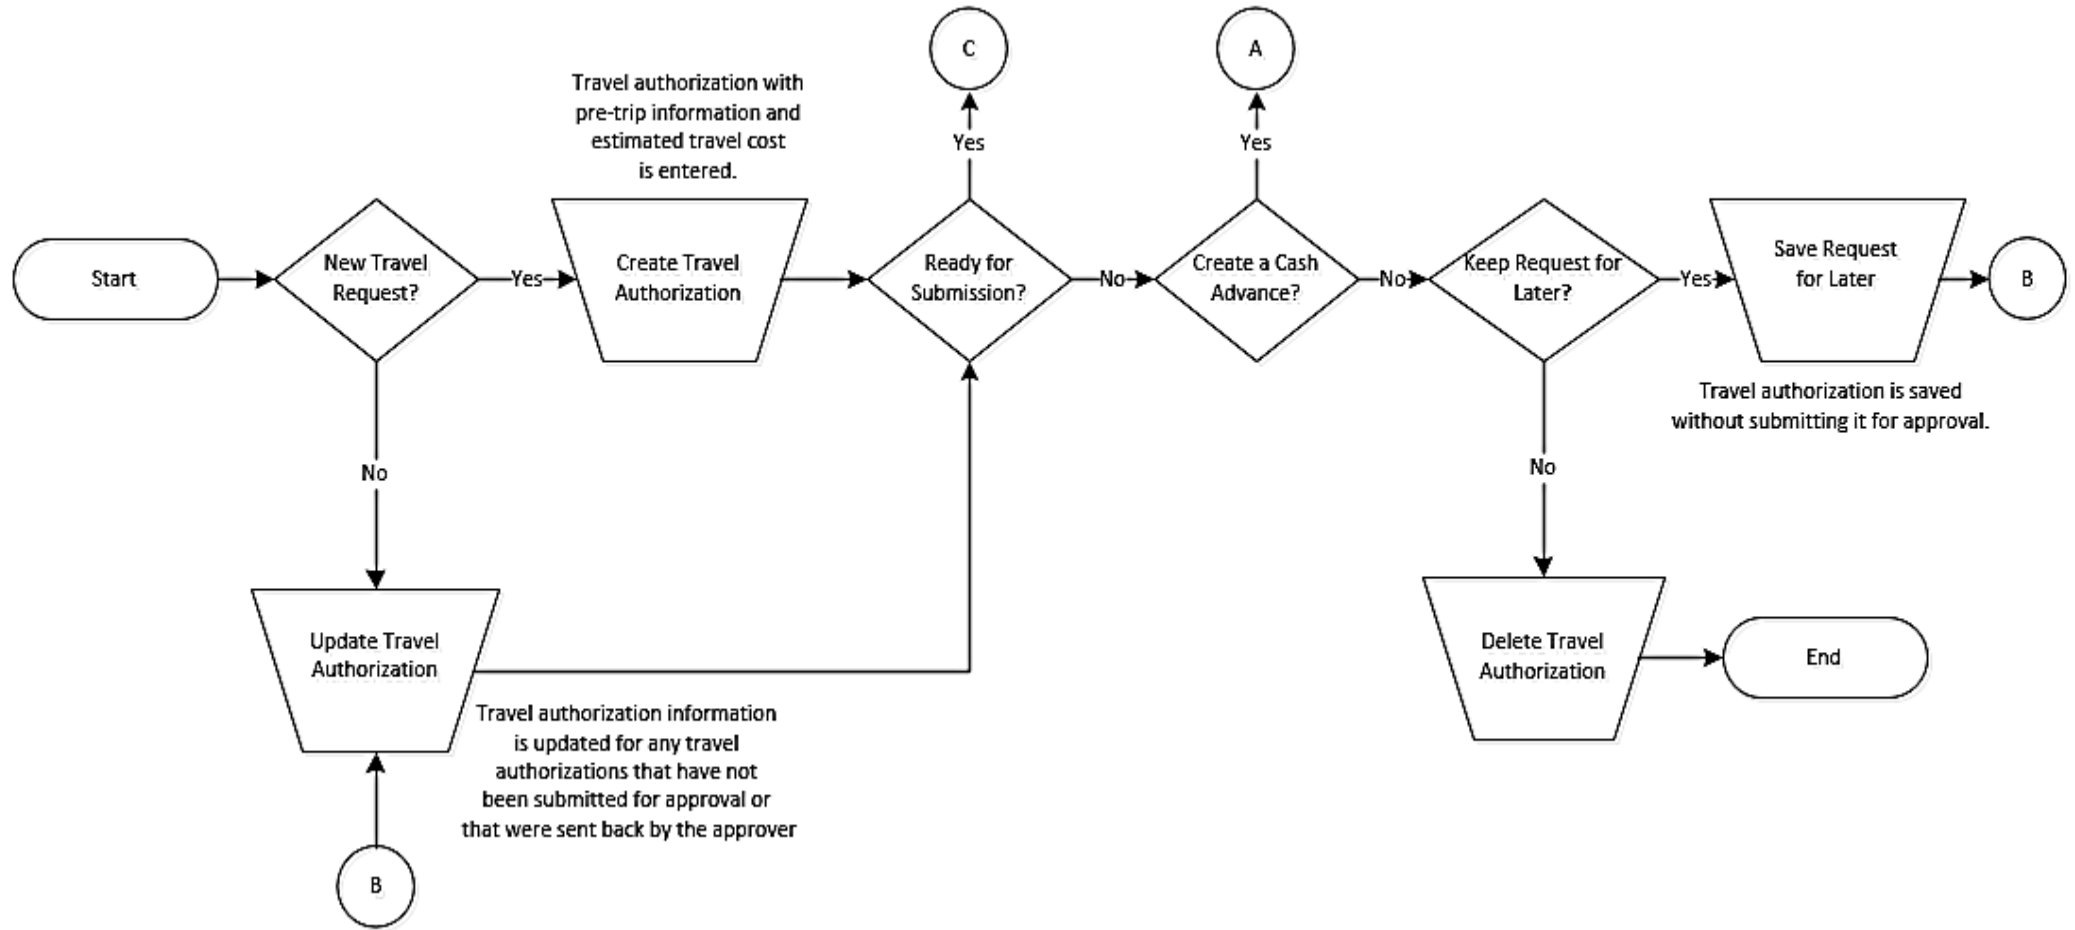 C
A
Travel authorization with
pre-trip information and
estimated travel cost
is entered.
Yes
Yes
Start
New Travel
Request?
Yes
Create Travel
Authorization
Ready for
Submission?
No
Create a Cash
Advance?
No
Keep Request for
Later?
Yes
Save Request
for Later
B
Travel authorization is saved
without submitting it for approval.
No
No
Update Travel
Authorization
Delete Travel
Authorization
End
Travel authorization information
is updated for any travel
authorizations that have not
been submitted for approval or
that were sent back by the approver
B